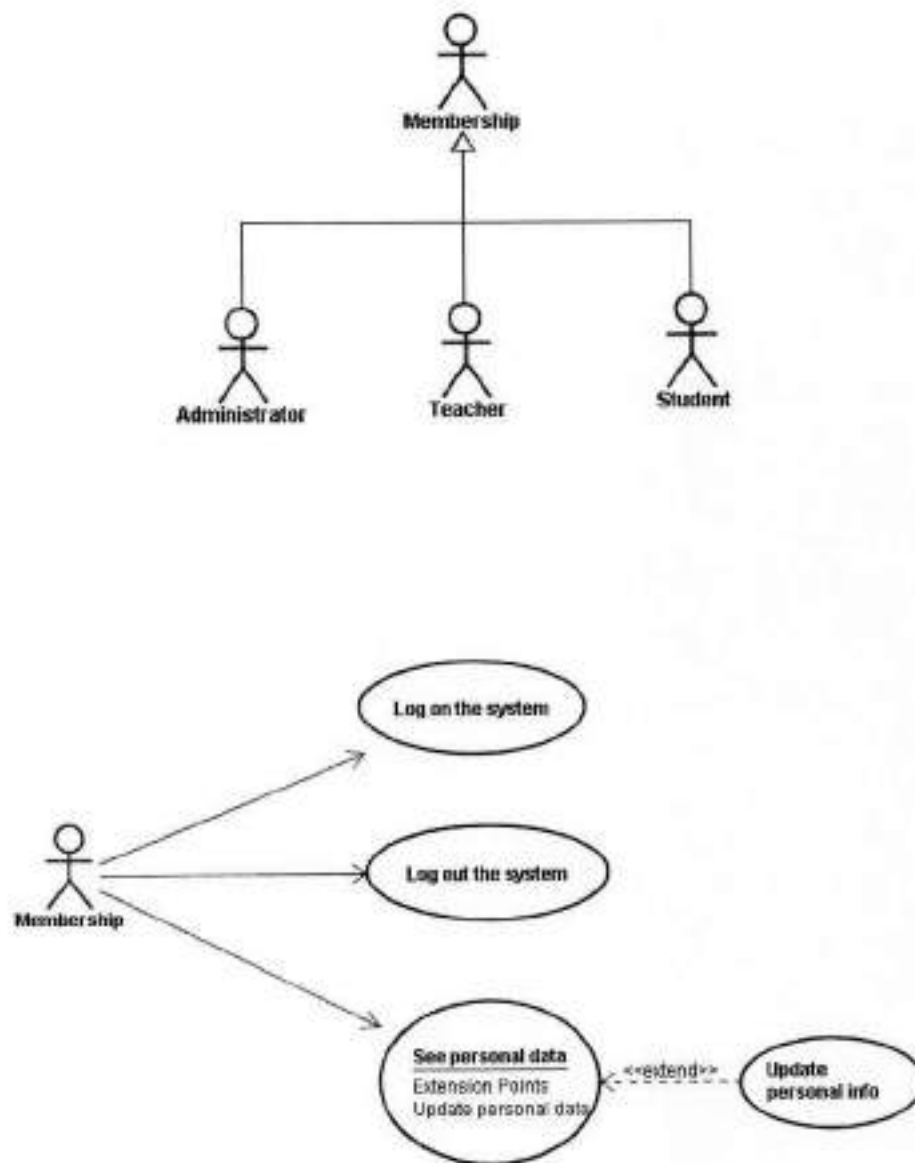 Membership
Administrator
Teacher
Student
Log on the system
Membership
Log out the system
See personal data
Extension Points
Update personal data
<<extend>>
Update
personal info